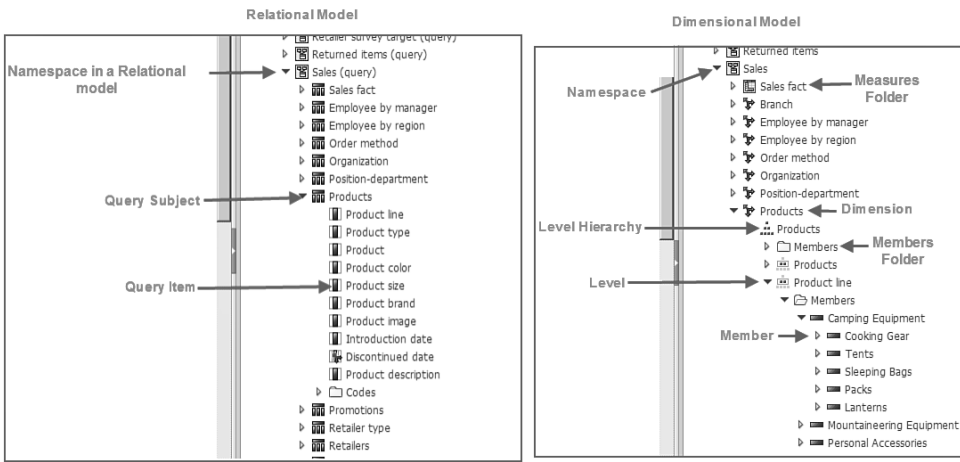 Relational Model
Retailer survey target (query)
Returned items (query)
Namespace in a Relational
model
Sales (query)
Sales fact
Employee by manager
Employee by region
Order method
Organization
Position-department
Query Subject
Products
Product line
Product type
Product
Product color
Query Item
Product size
Product brand
Product image
Introduction date
Discontinued date
Product description
Codes
Promotions
Retailer type
Retailers
Dimensional Model
Returned items
Namespace
Sales
Sales fact
Measures
Folder
Branch
Employee by manager
Employee by region
Order method
Organization
Position-department
Products
Dimension
Level Hierarchy
Products
Members
Members
Folder
Products
Level
Product line
Members
Camping Equipment
Member
Cooking Gear
Tents
Sleeping Bags
Packs
Lanterns
Mountaineering Equipment
Personal Accessories